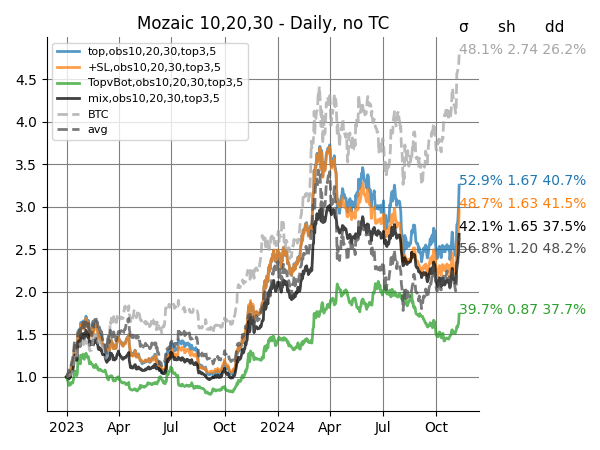 Mozaic 10,20,30 - Daily, no TC
σ sh dd
top,obs10,20,30,top3,5
+SL,obs10,20,30,top3,5
TopvBot,obs10,20,30,top3,5
mix,obs10,20,30,top3,5
BTC
avg
48.1% 2.74 26.2%
52.9% 1.67 40.7%
48.7% 1.63 41.5%
42.1% 1.65 37.5%
56.8% 1.20 48.2%
39.7% 0.87 37.7%
4.5
4.0
3.5
3.0
2.5
2.0
1.5
1.0
2023 Apr Jul Oct 2024 Apr Jul Oct